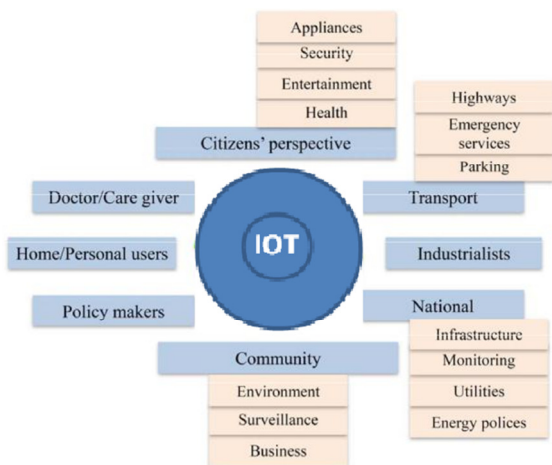 Appliances
Security
Entertainment
Health
Citizens' perspective
Highways
Emergency
services
Parking
Transport
Doctor/Care giver
Home/Personal users
Policy makers
IOT
Industrialists
National
Infrastructure
Monitoring
Utilities
Energy polices
Community
Environment
Surveillance
Business